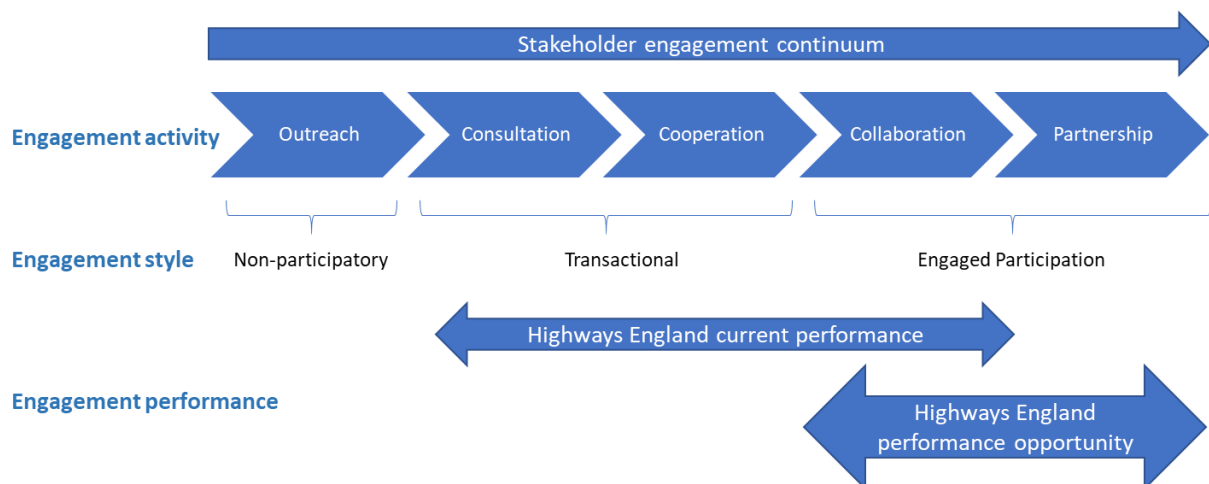 Stakeholder engagement continuum
Engagement activity
Outreach
Consultation
Cooperation
Collaboration
Partnership
Engagement style
Non-participatory
Transactional
Engaged Participation
Highways England current performance
Engagement performance
Highways England
performance opportunity